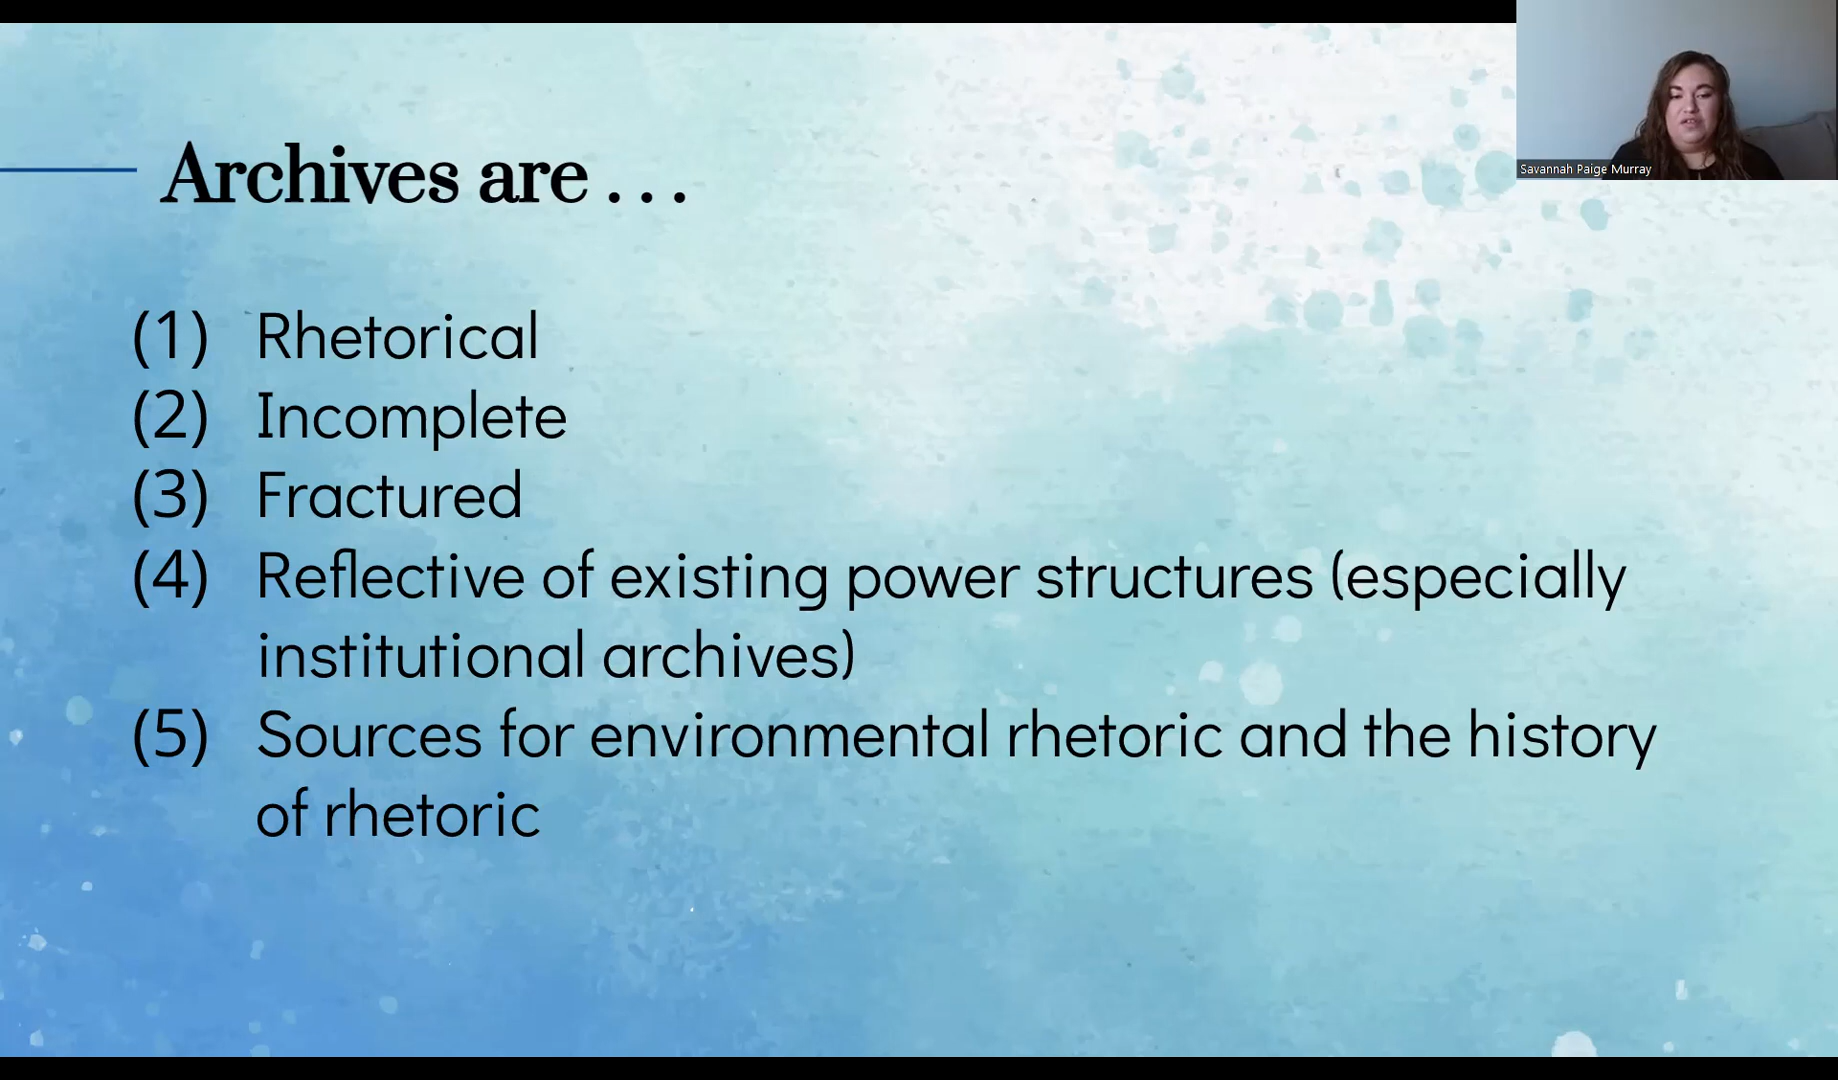 Savannah Paige Murray
Archives are . . .
(1) Rhetorical
(2) Incomplete
(3) Fractured
(4) Reflective of existing power structures (especially
institutional archives)
(5) Sources for environmental rhetoric and the history
of rhetoric